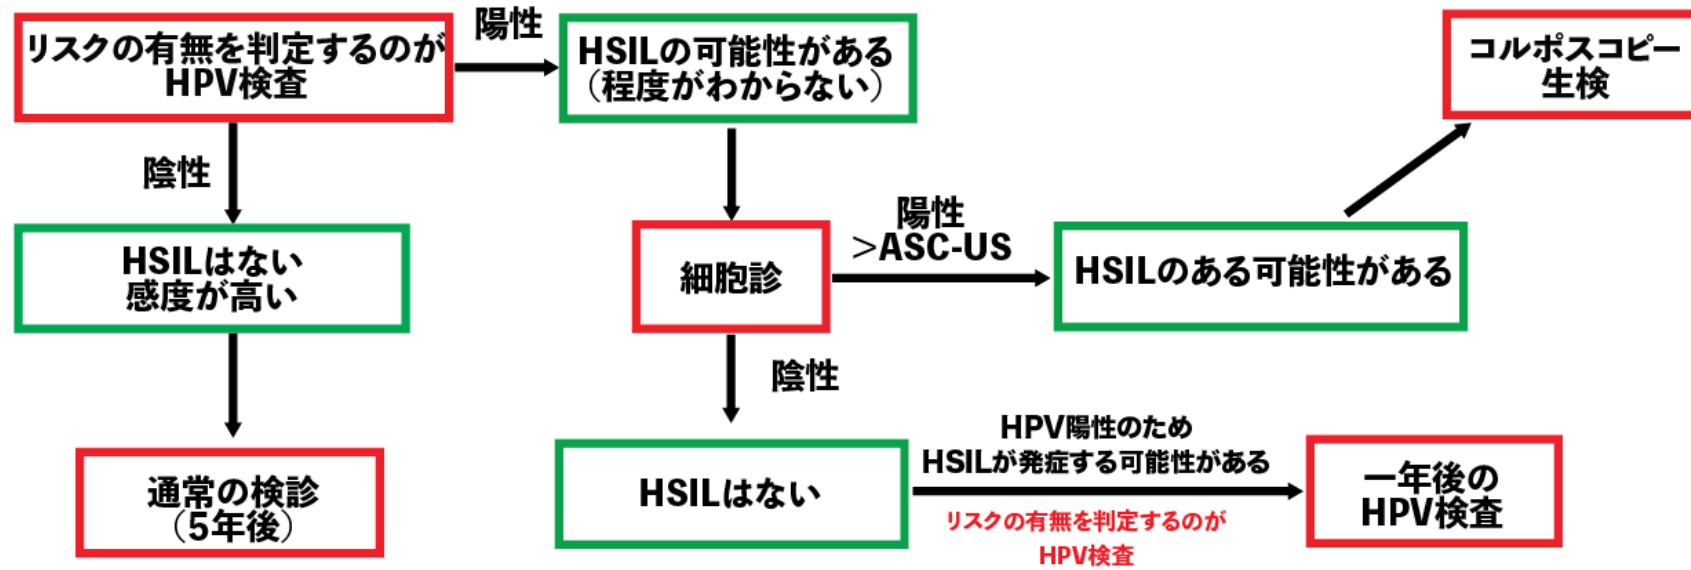 リスクの有無を判定するのが
HPV検査
陽性
HSILの可能性がある
（程度がわからない）
コルポスコピー
生検
陰性
HSILはない
感度が高い
細胞診
陽性
＞ASC-US
HSILのある可能性がある
陰性
通常の検診
（5年後）
HSILはない
HPV陽性のため
HSILが発症する可能性がある
リスクの有無を判定するのが
HPV検査
一年後の
HPV検査